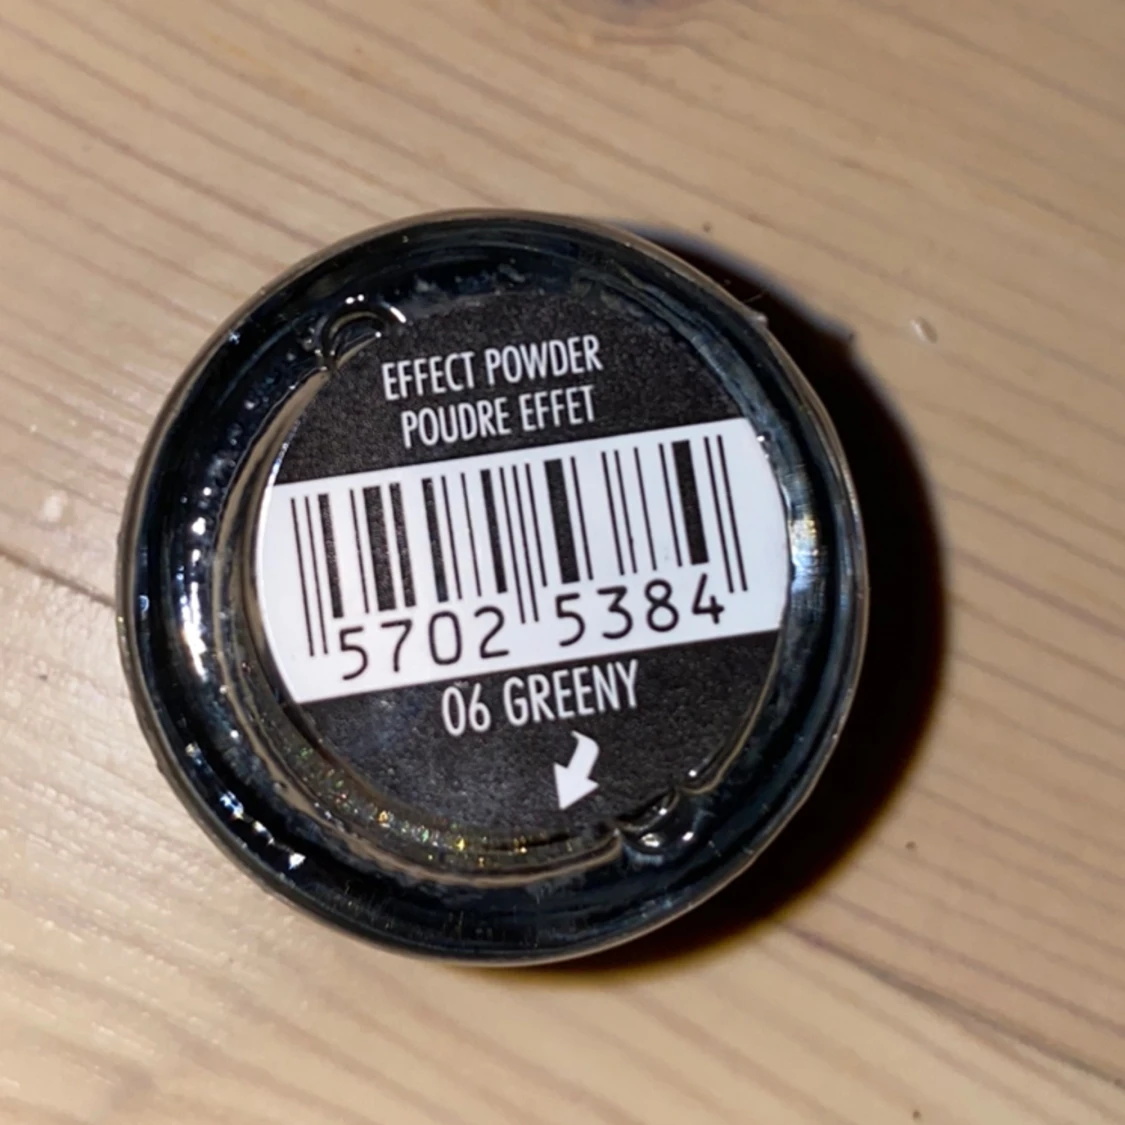 EFFECT POWDER
POUDRE EFFET
5702 5384
06 GREENY